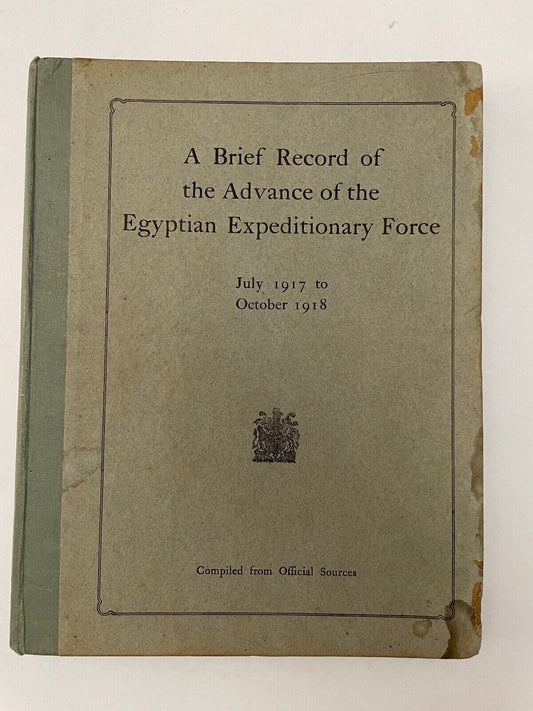 A Brief Record of
the Advance of the
Egyptian Expeditionary Force
July 1917 to
October 1918
Compiled from Official Sources